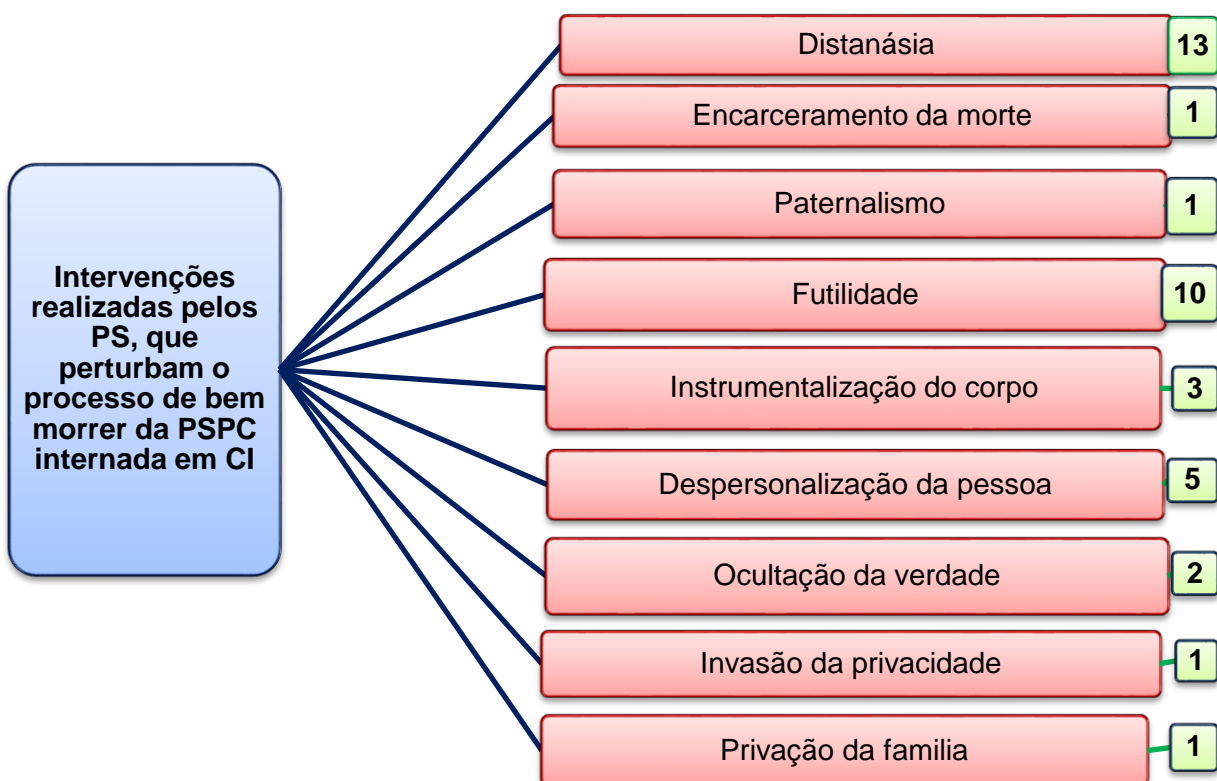 Intervenções
realizadas pelos
PS, que
perturbam o
processo de bem
morrer da PSPC
internada em CI
Distanásia
13
Encarceramento da morte
1
Paternalismo
1
Futilidade
10
Instrumentalização do corpo
3
Despersonalização da pessoa
5
Ocultação da verdade
2
Invasão da privacidade
1
Privação da familia
1